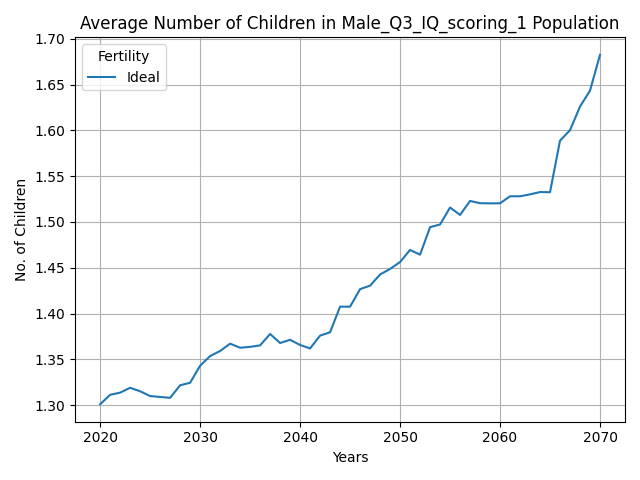 Average Number of Children in Male_Q3_IQ_scoring_1 Population
Fertility
Ideal
No. of Children
1.70
1.65
1.60
1.55
1.50
1.45
1.40
1.35
1.30
2020 2030 2040 2050 2060 2070
Years